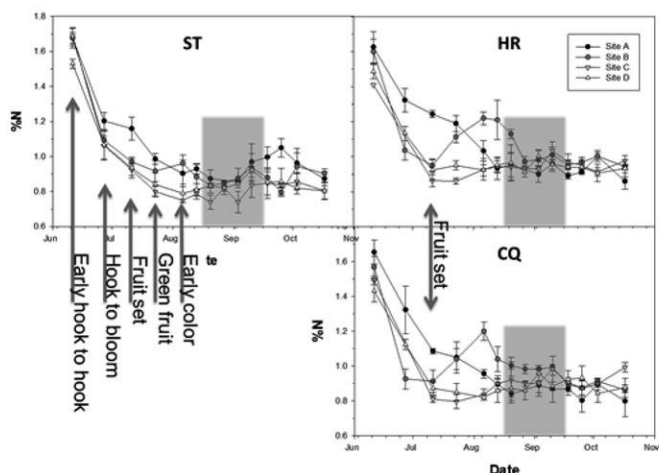 ST
HR
Site A
Site B
Site C
Site D
N%
1.8
1.6
1.4
1.2
1.0
0.8
0.6
Jun
Jul
Aug
Sep
Oct
Nov
te
Early hook to hook
Hook to bloom
Fruit set
Green fruit
Early color
Fruit set
CQ
N%
1.6
1.4
1.2
1.0
0.8
0.6
Jun
Jul
Aug
Sep
Oct
Nov
Date